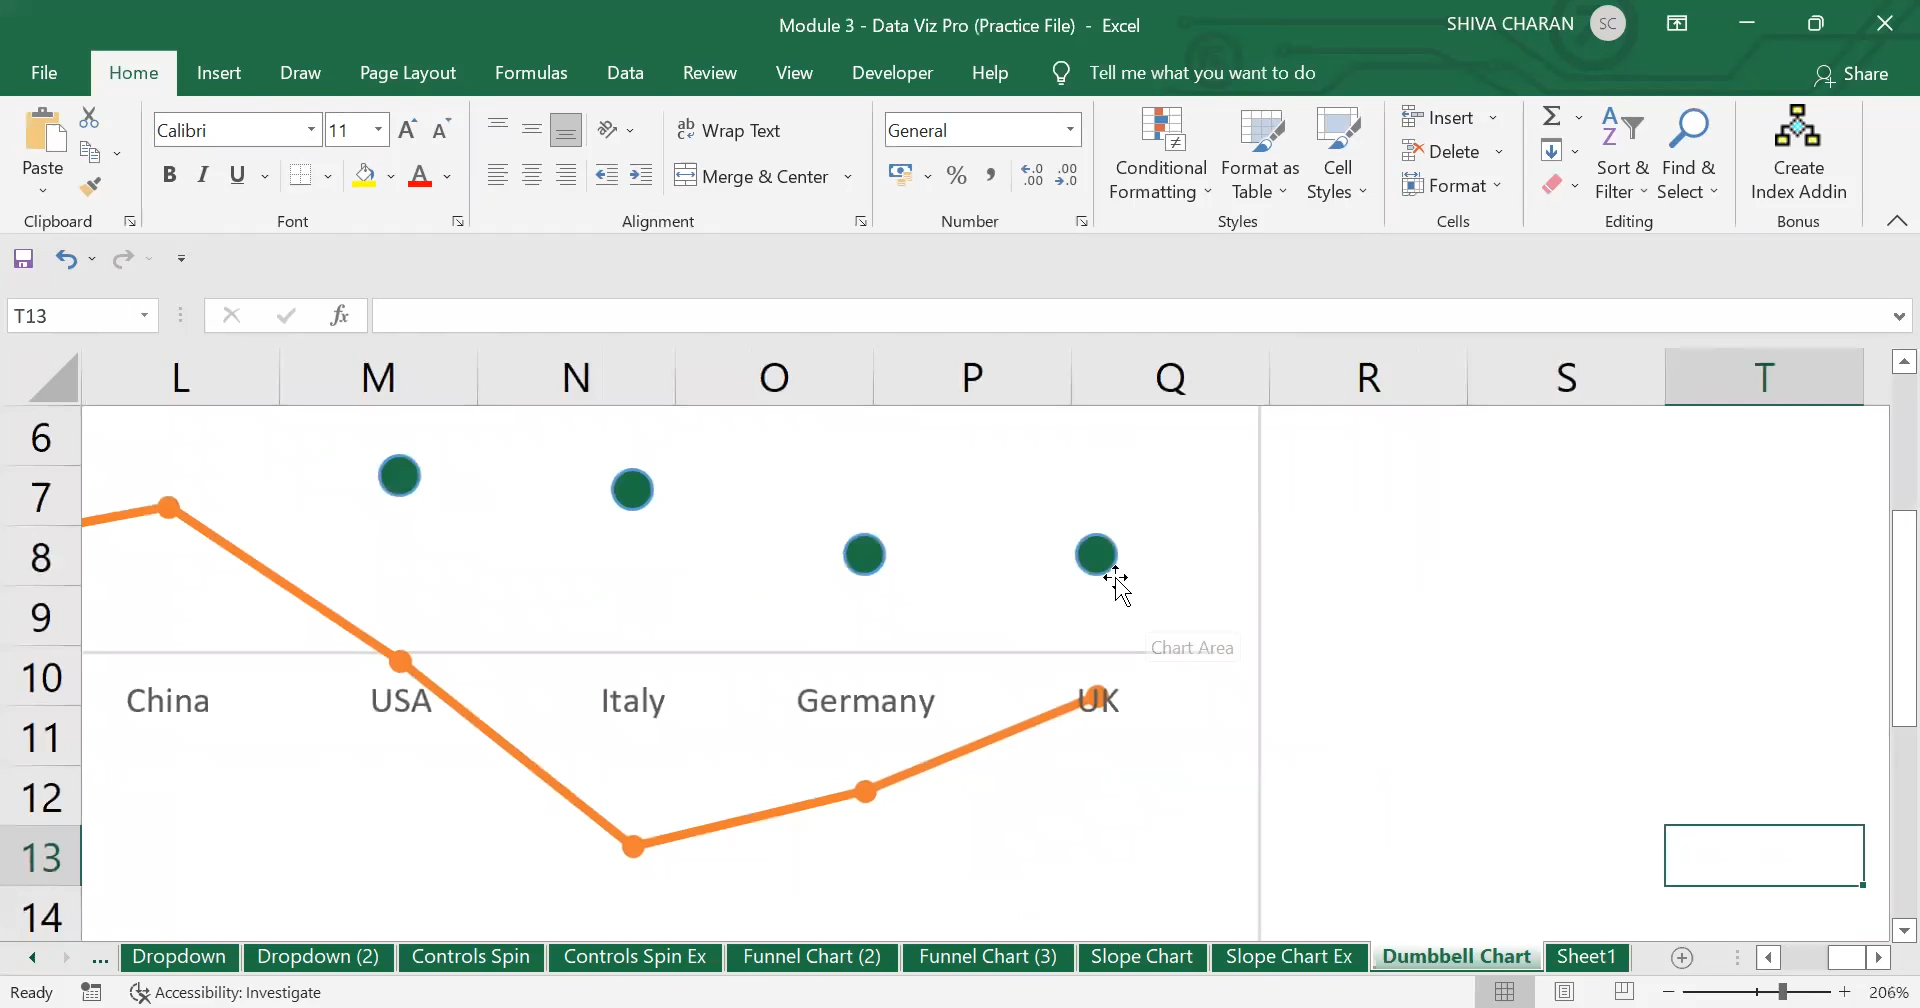 Module 3 - Data Viz Pro (Practice File) - Excel
SHIVA CHARAN
SC
File Home Insert Draw Page Layout Formulas Data Review View Developer Help Tell me what you want to do
Share
Paste
Clipboard
Calibri 11
B I U A
Font
ab Wrap Text
Merge & Center
Alignment
General
% ,
Number
Conditional Formatting
Format as Table
Cell Styles
Styles
Insert
Delete
Format
Cells
Sort & Filter
Find & Select
Editing
Create Index Addin
Bonus
T13
fx
L M N O P Q R S T
6
7
8
9
10
11
12
13
14
Chart Area
China USA Italy Germany UK
... Dropdown Dropdown (2) Controls Spin Controls Spin Ex Funnel Chart (2) Funnel Chart (3) Slope Chart Slope Chart Ex Dumbbell Chart Sheet1
Ready Accessibility: Investigate
206%